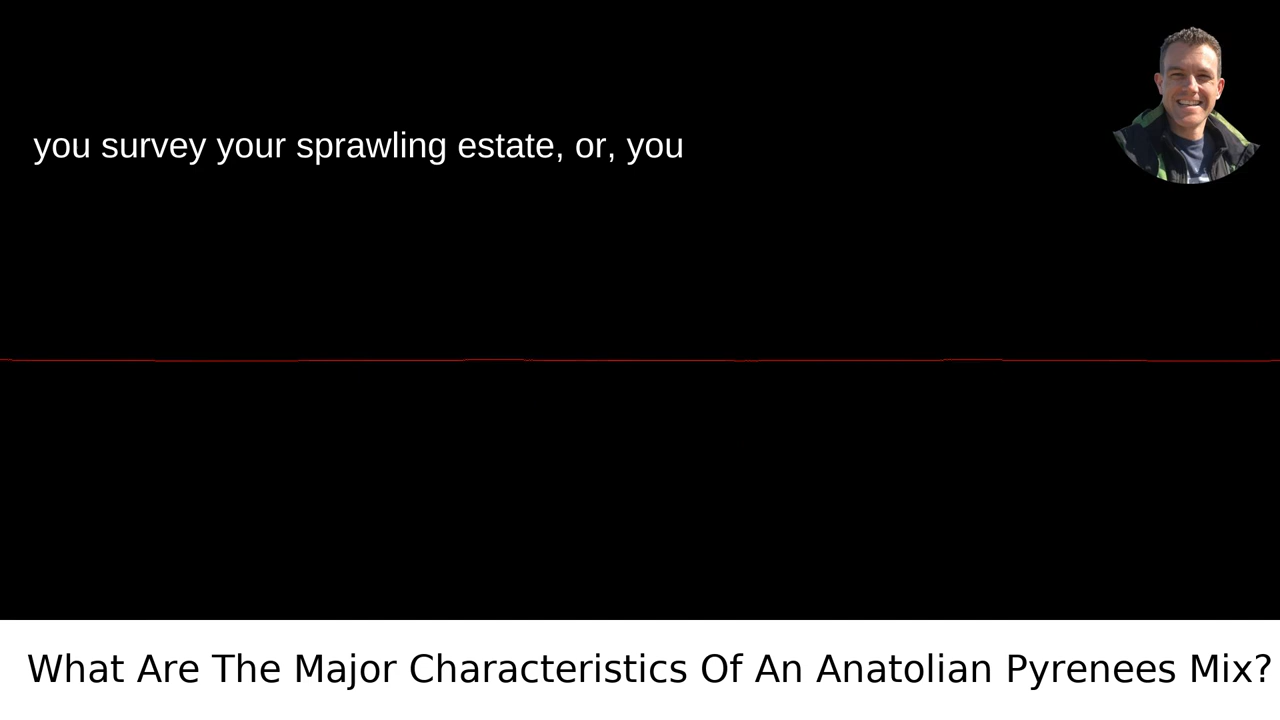 you survey your sprawling estate, or, you
What Are The Major Characteristics Of An Anatolian Pyrenees Mix?